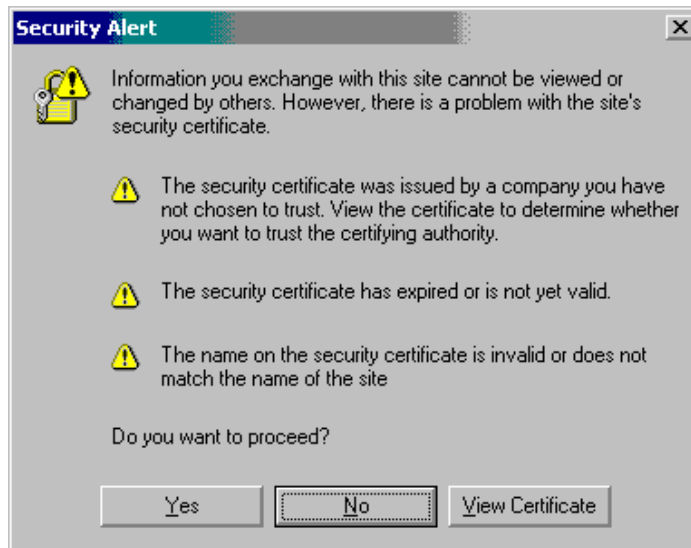 Security Alert
Information you exchange with this site cannot be viewed or
changed by others. However, there is a problem with the site's
security certificate.
The security certificate was issued by a company you have
not chosen to trust. View the certificate to determine whether
you want to trust the certifying authority.
The security certificate has expired or is not yet valid.
The name on the security certificate is invalid or does not
match the name of the site
Do you want to proceed?
Yes No View Certificate